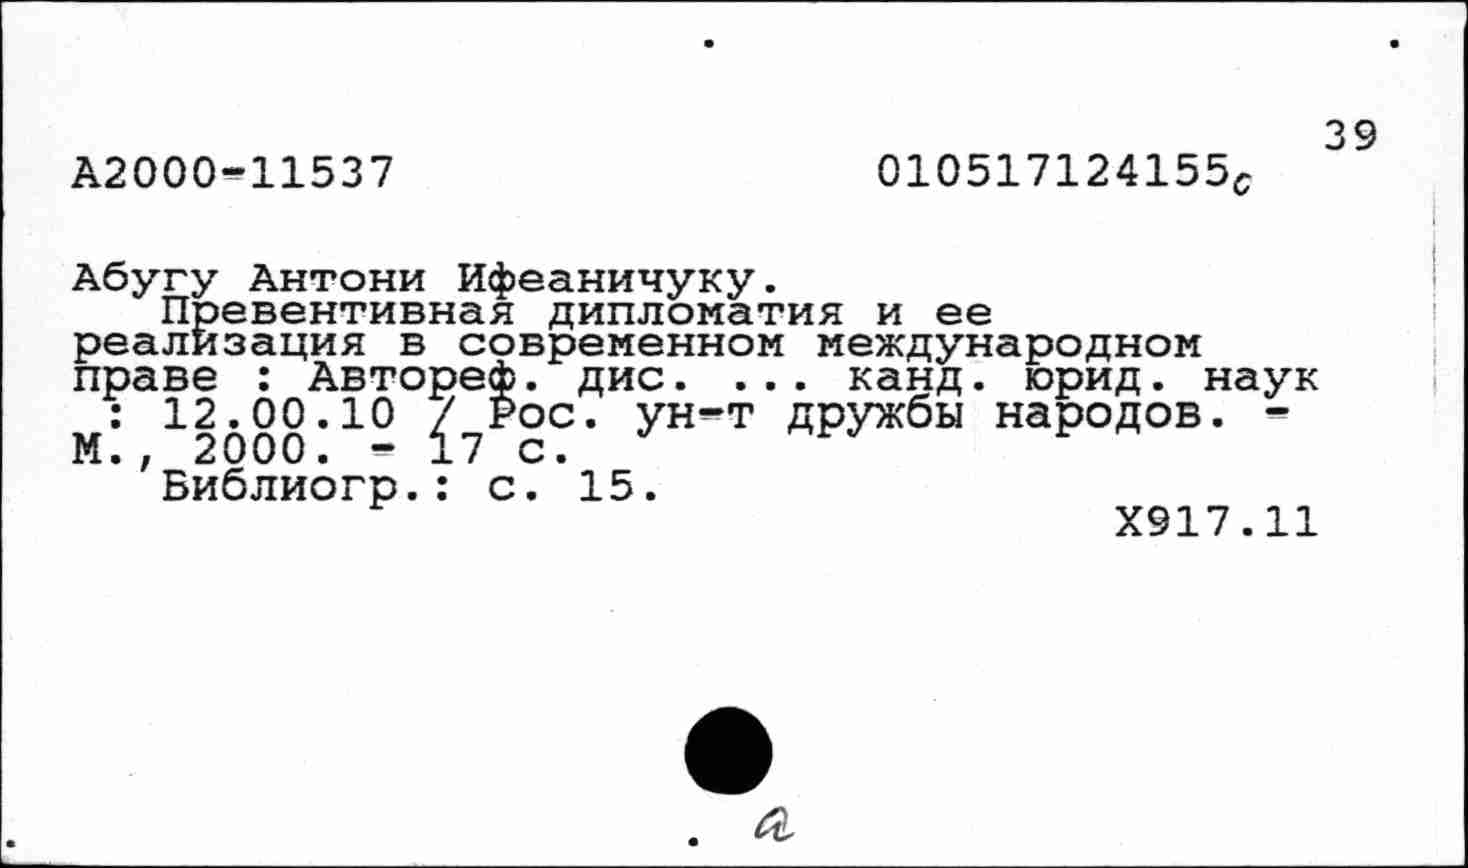 39
А2000-11537 010517124155с
Абугу Антони Ифеаничуку.
Превентивная дипломатия и ее
реализация в современном международном
праве : Автореф. дис. ... канд. юрид. наук
: 12.00.10 / Рос. ун-т дружбы народов. -
М., 2000. - 17 с.
Библиогр.: с. 15.
Х917.11
а